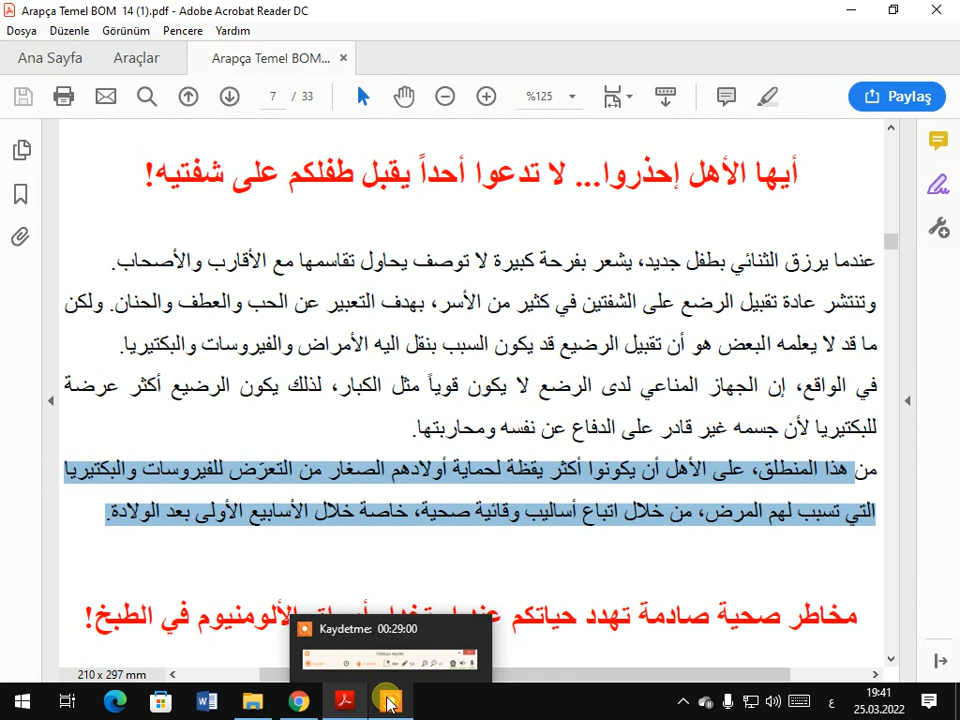 Arapça Temel BOM 14 (1).pdf - Adobe Acrobat Reader DC
Dosya Düzenle Görünüm Pencere Yardım
Ana Sayfa Araçlar Arapça Temel BOM...
7 / 33 %125 Paylaş
أيها الأهل إحذروا... لا تدعوا أحداً يقبل طفلكم على شفتيه!
عندما يرزق الثنائي بطفل جديد، يشعر بفرحة كبيرة لا توصف يحاول تقاسمها مع الأقارب والأصحاب.
وتنتشر عادة تقبيل الرضع على الشفتين في كثير من الأسر، بهدف التعبير عن الحب والعطف والحنان. ولكن
ما قد لا يعلمه البعض هو أن تقبيل الرضيع قد يكون السبب بنقل اليه الأمراض والفيروسات والبكتيريا.
في الواقع، إن الجهاز المناعي لدى الرضع لا يكون قوياً مثل الكبار، لذلك يكون الرضيع أكثر عرضة
للبكتيريا لأن جسمه غير قادر على الدفاع عن نفسه ومحاربتها.
من هذا المنطلق، على الأهل أن يكونوا أكثر يقظة لحماية أولادهم الصغار من التعرّض للفيروسات والبكتيريا
التي تسبب لهم المرض، من خلال اتباع أساليب وقائية صحية، خاصة خلال الأسابيع الأولى بعد الولادة.
مخاطر صحية صادمة تهدد حياتكم عند الألومنيوم في الطبخ!
Kaydetme: 00:29:00
210 x 297 mm
ع
19:41
25.03.2022